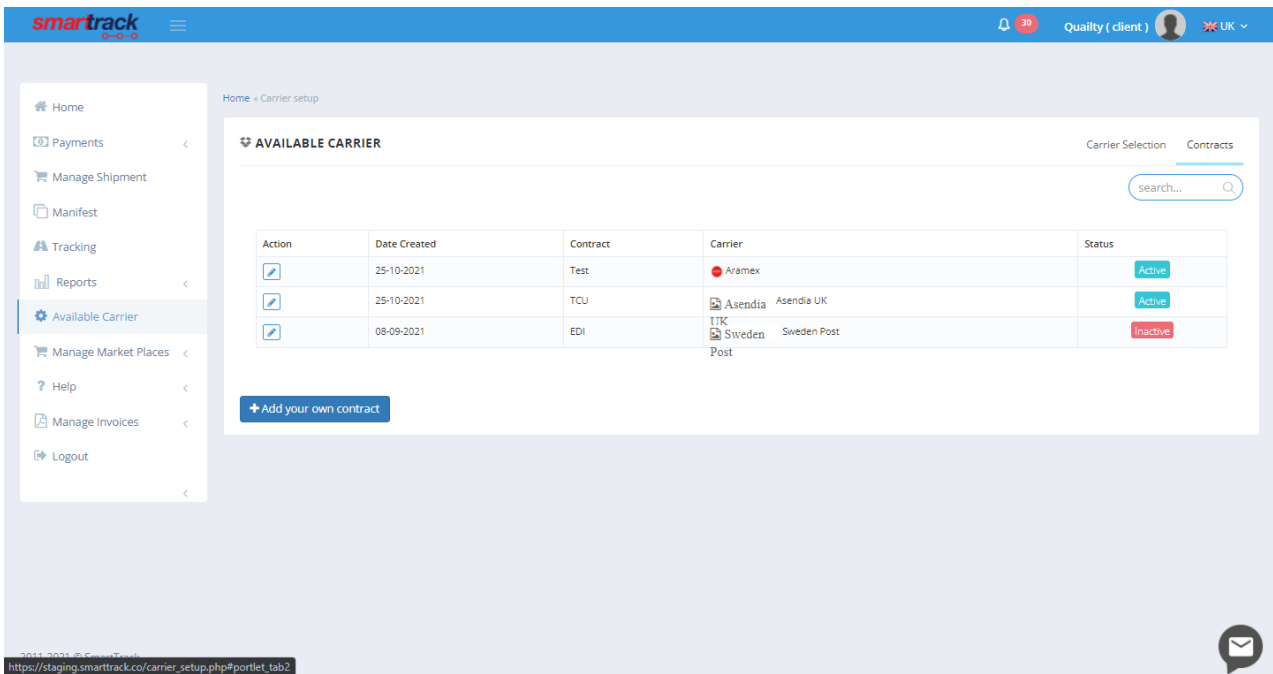 smartrack
30
Quailty ( client )
UK
Home
Payments
Manage Shipment
Manifest
Tracking
Reports
Available Carrier
Manage Market Places
Help
Manage Invoices
Logout
Home « Carrier setup
AVAILABLE CARRIER
Carrier Selection Contracts
search...
Action Date Created Contract Carrier Status
25-10-2021 Test Aramex Active
25-10-2021 TCU Asendia UK Asendia UK Active
08-09-2021 EDI Sweden Post Sweden Post Inactive
+ Add your own contract
2011-2021 © SmartTrack
https://staging.smarttrack.co/carrier_setup.php#portlet_tab2